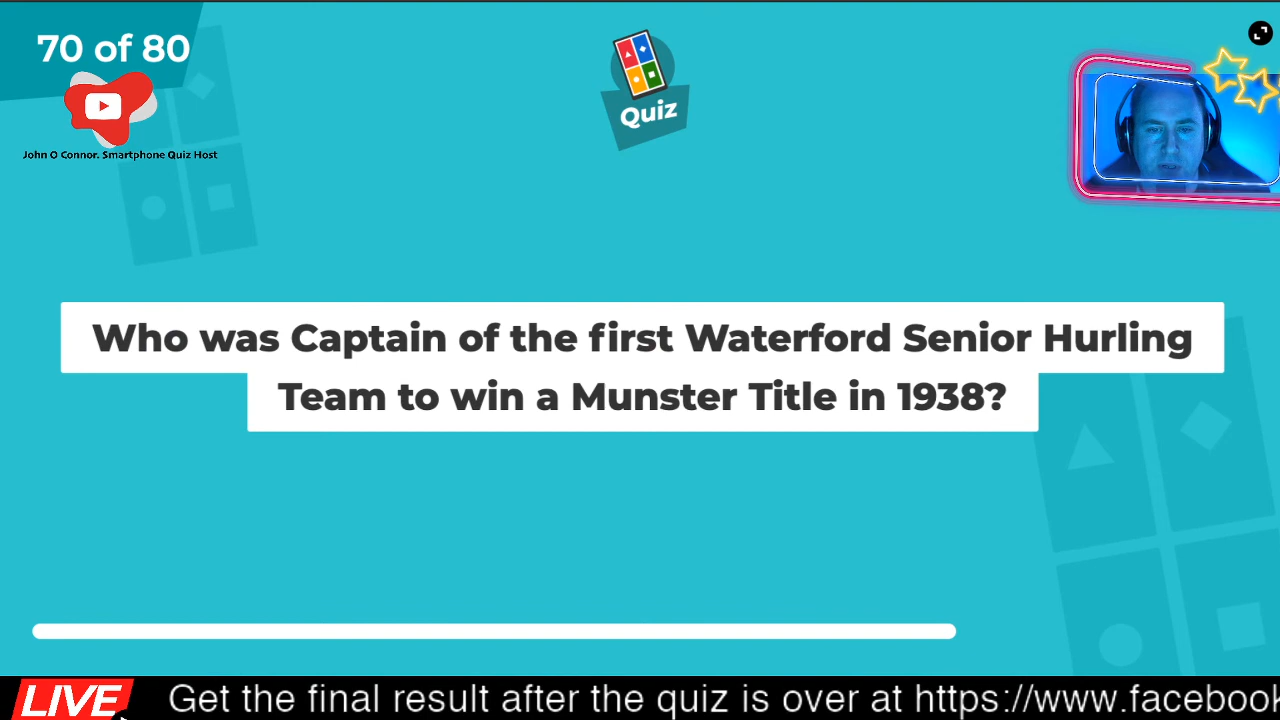 70 of 80
John O Connor. Smartphone Quiz Host
Quiz
Who was Captain of the first Waterford Senior Hurling
Team to win a Munster Title in 1938?
LIVE
Get the final result after the quiz is over at https://www.facebook